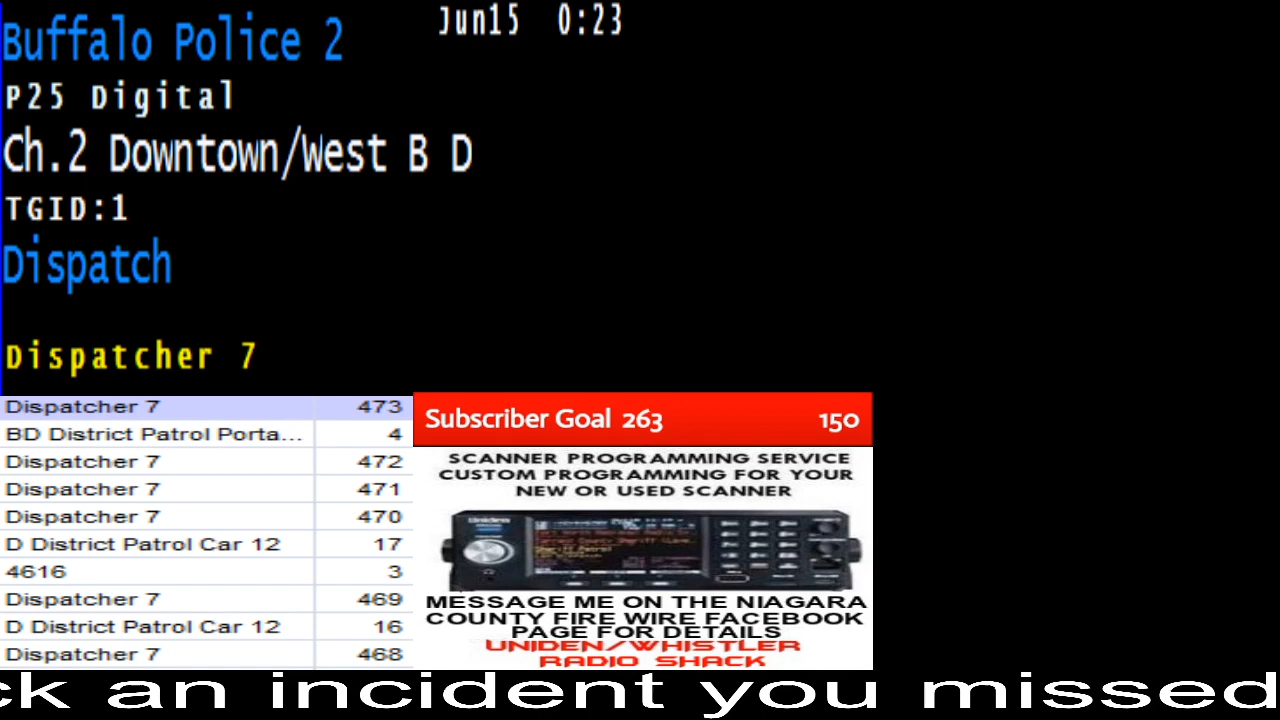 Buffalo Police 2
Jun15 0:23
P25 Digital
Ch.2 Downtown/West B D
TGID:1
Dispatch
Dispatcher 7
Dispatcher 7 473
BD District Patrol Porta... 4
Dispatcher 7 472
Dispatcher 7 471
Dispatcher 7 470
D District Patrol Car 12 17
4616 3
Dispatcher 7 469
D District Patrol Car 12 16
Dispatcher 7 468
Subscriber Goal 263 150
SCANNER PROGRAMMING SERVICE
CUSTOM PROGRAMMING FOR YOUR
NEW OR USED SCANNER
Uniden
MESSAGE ME ON THE NIAGARA
COUNTY FIRE WIRE FACEBOOK
PAGE FOR DETAILS
UNIDEN/WHISTLER
RADIO SHACK
ck an incident you missed